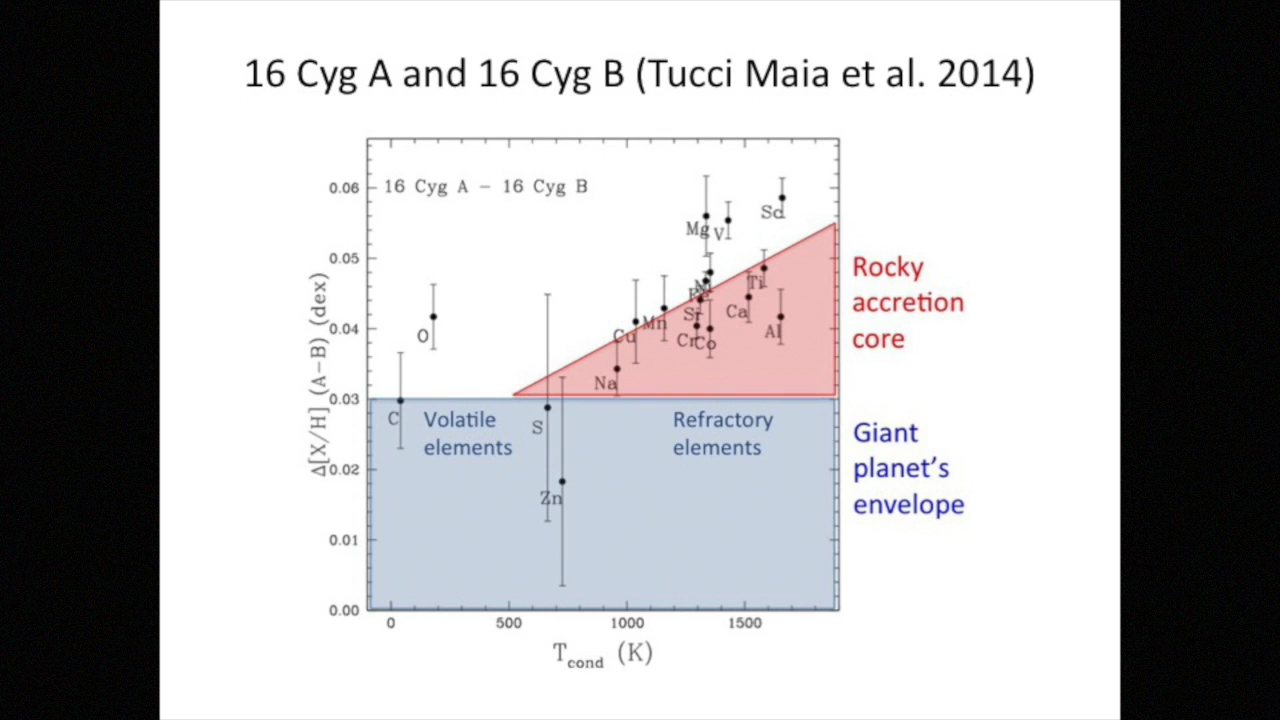 16 Cyg A and 16 Cyg B (Tucci Maia et al. 2014)
16 Cyg A − 16 Cyg B
0.06
0.05
0.04
0.03
0.02
0.01
0.00
Δ[X/H] (A−B) (dex)
Sc
Mg
V
Ti
Ca
Al
Si
Cr
Co
Mn
Cu
Na
O
C
S
Zn
Volatile
elements
Refractory
elements
Rocky
accretion
core
Giant
planet's
envelope
0
500
1000
1500
Tcond (K)